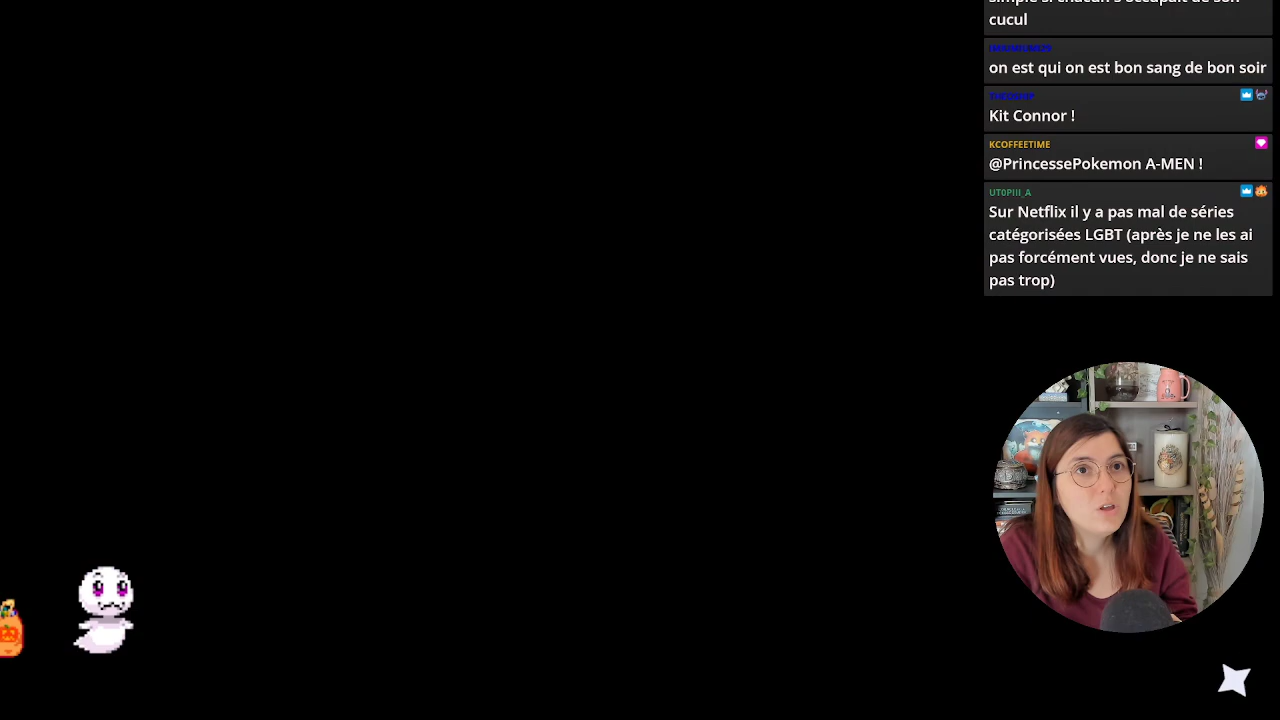 cucul
on est qui on est bon sang de bon soir
Kit Connor !
KCOFFEETIME
@PrincessePokemon A-MEN !
UT0PIII_A
Sur Netflix il y a pas mal de séries
catégorisées LGBT (après je ne les ai
pas forcément vues, donc je ne sais
pas trop)